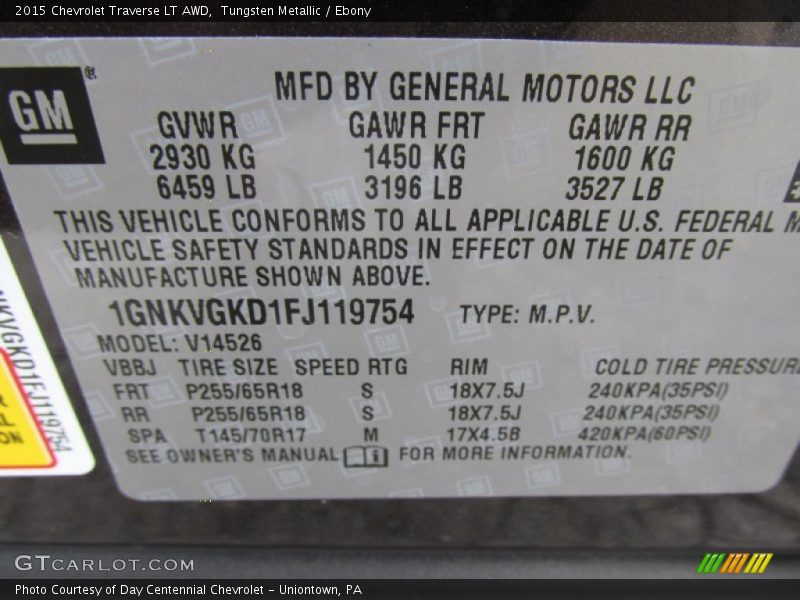 2015 Chevrolet Traverse LT AWD,  Tungsten Metallic / Ebony
GM ®
MFD BY GENERAL MOTORS LLC
GVWR GAWR FRT GAWR RR
2930 KG 1450 KG 1600 KG
6459 LB 3196 LB 3527 LB
THIS VEHICLE CONFORMS TO ALL APPLICABLE U.S. FEDERAL M
VEHICLE SAFETY STANDARDS IN EFFECT ON THE DATE OF
MANUFACTURE SHOWN ABOVE.
1GNKVGKD1FJ119754 TYPE: M.P.V.
MODEL: V14526
VBBJ TIRE SIZE SPEED RTG RIM COLD TIRE PRESSURE
FRT P255/65R18 S 18X7.5J 240KPA(35PSI)
RR P255/65R18 S 18X7.5J 240KPA(35PSI)
SPA T145/70R17 M 17X4.5B 420KPA(60PSI)
SEE OWNER'S MANUAL i FOR MORE INFORMATION.
NKVGKD1FJ119754
ON
GTCARLOT.COM
Photo Courtesy of Day Centennial Chevrolet - Uniontown, PA